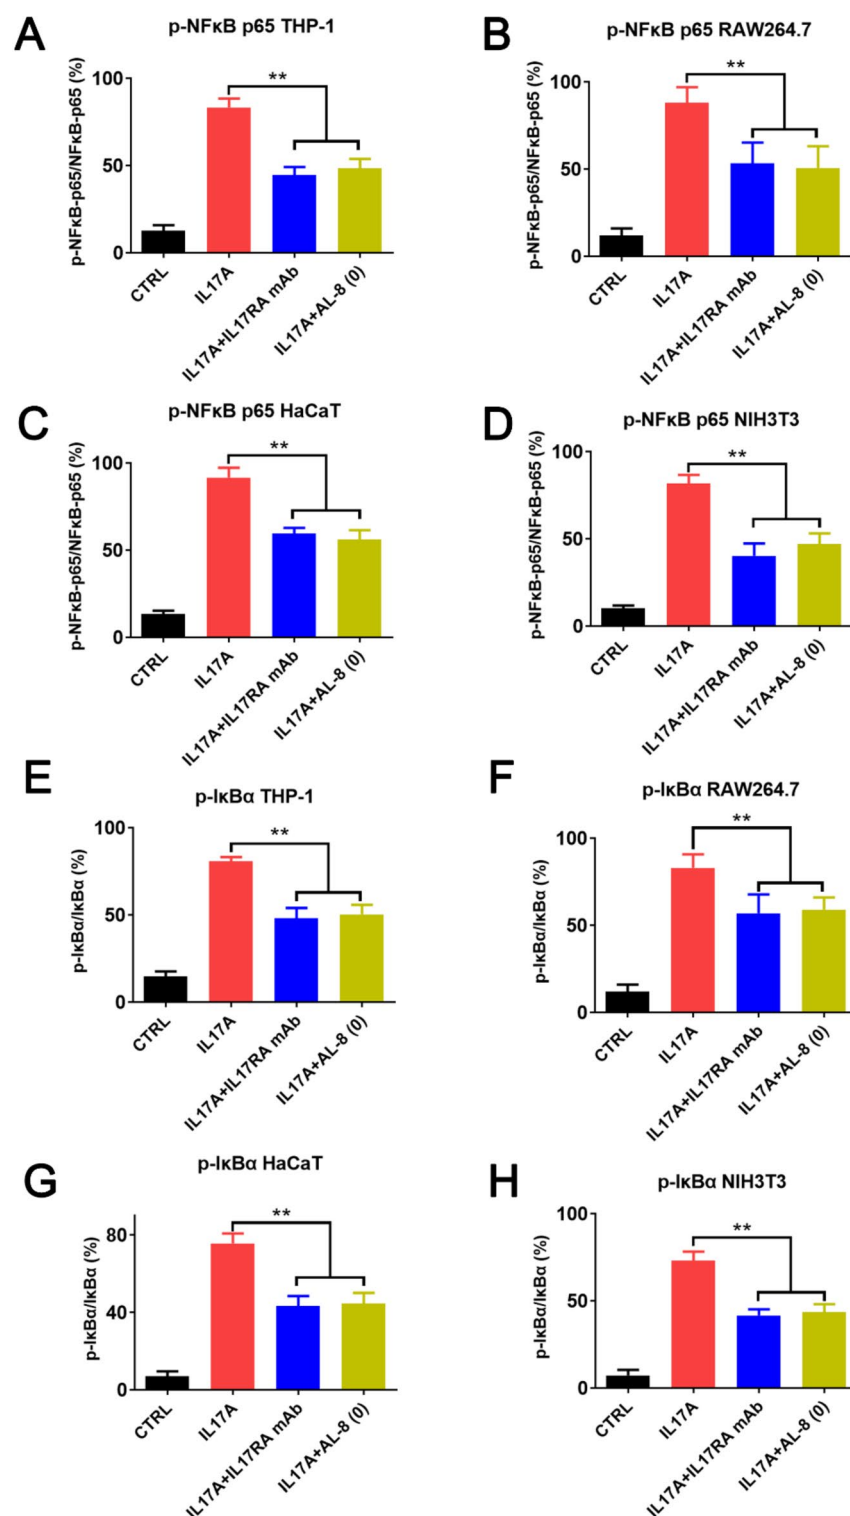 A
p-NFκB p65 THP-1
p-NFκB-p65/NFκB-p65 (%)
100
50
0
**
CTRL
IL17A
IL17A+IL17RA mAb
IL17A+AL-8 (0)
B
p-NFκB p65 RAW264.7
p-NFκB-p65/NFκB-p65 (%)
100
50
0
**
CTRL
IL17A
IL17A+IL17RA mAb
IL17A+AL-8 (0)
C
p-NFκB p65 HaCaT
p-NFκB-p65/NFκB-p65 (%)
100
50
0
**
CTRL
IL17A
IL17A+IL17RA mAb
IL17A+AL-8 (0)
D
p-NFκB p65 NIH3T3
p-NFκB-p65/NFκB-p65 (%)
100
50
0
**
CTRL
IL17A
IL17A+IL17RA mAb
IL17A+AL-8 (0)
E
p-IκBα THP-1
p-IκBα/IκBα (%)
100
50
0
**
CTRL
IL17A
IL17A+IL17RA mAb
IL17A+AL-8 (0)
F
p-IκBα RAW264.7
p-IκBα/IκBα (%)
100
50
0
**
CTRL
IL17A
IL17A+IL17RA mAb
IL17A+AL-8 (0)
G
p-IκBα HaCaT
p-IκBα/IκBα (%)
80
40
0
**
CTRL
IL17A
IL17A+IL17RA mAb
IL17A+AL-8 (0)
H
p-IκBα NIH3T3
p-IκBα/IκBα (%)
100
50
0
**
CTRL
IL17A
IL17A+IL17RA mAb
IL17A+AL-8 (0)